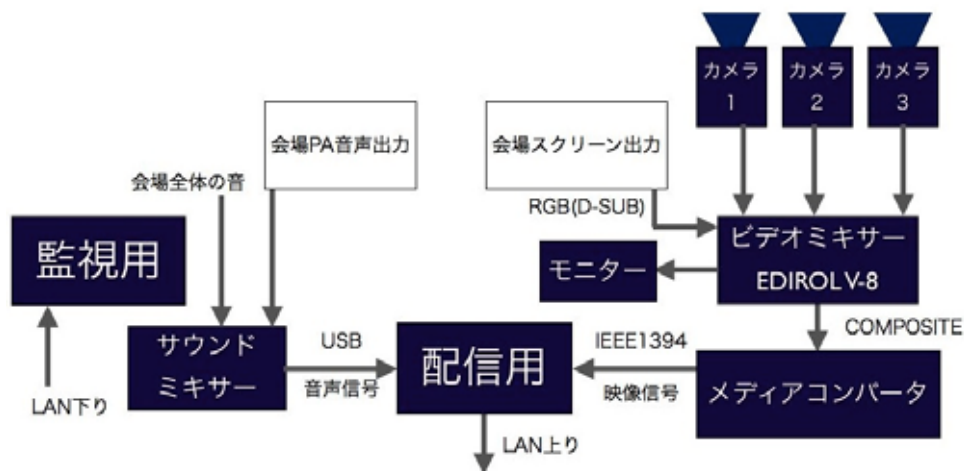 カメラ
1
カメラ
2
カメラ
3
会場PA音声出力
会場スクリーン出力
会場全体の音
RGB(D-SUB)
監視用
モニター
ビデオミキサー
EDIROL V-8
COMPOSITE
サウンド
ミキサー
USB
音声信号
配信用
IEEE1394
映像信号
メディアコンバータ
LAN下り
LAN上り